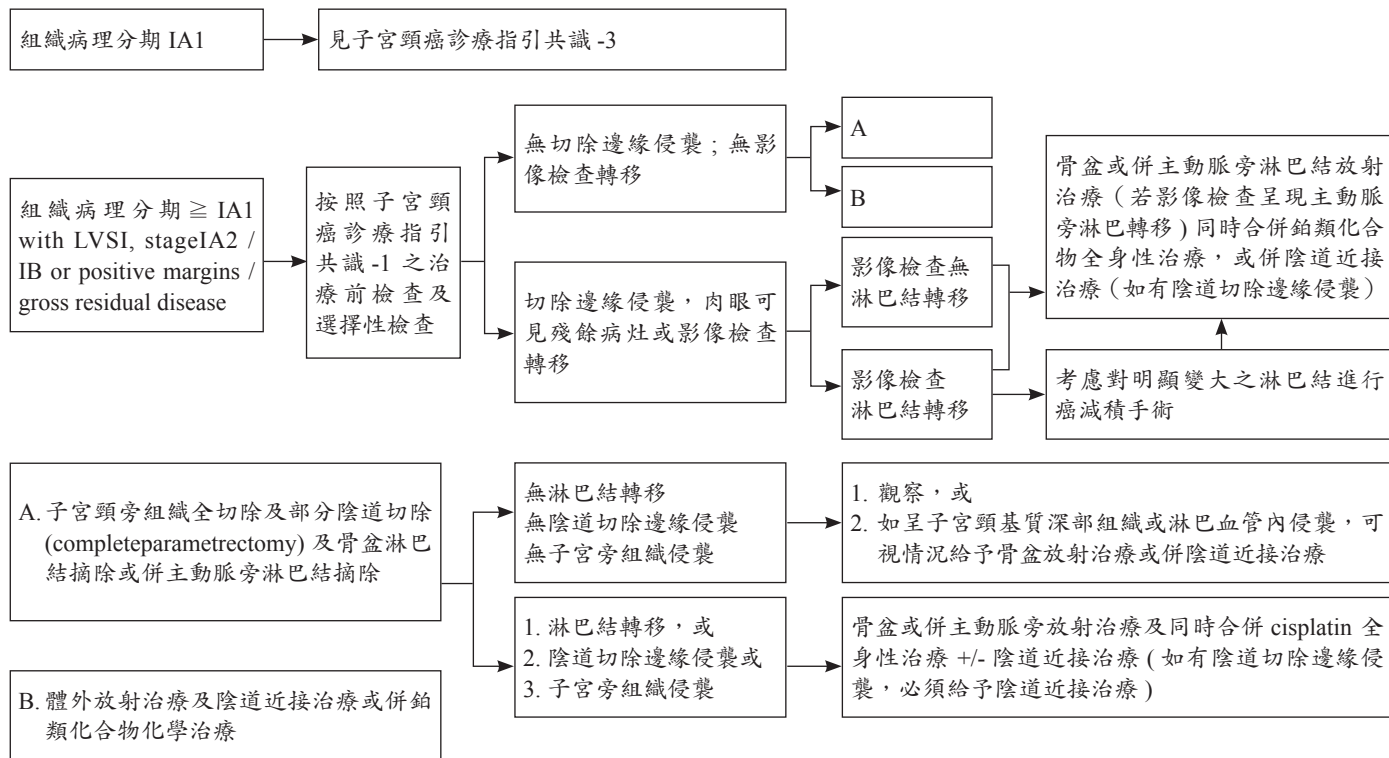 組織病理分期 IA1
見子宮頸癌診療指引共識 -3
組織病理分期 ≧ IA1
with LVSI, stageIA2 /
IB or positive margins /
gross residual disease
按照子宮頸
癌診療指引
共識 -1 之治
療前檢查及
選擇性檢查
無切除邊緣侵襲；無影
像檢查轉移
切除邊緣侵襲，肉眼可
見殘餘病灶或影像檢查
轉移
A
B
影像檢查無
淋巴結轉移
影像檢查
淋巴結轉移
骨盆或併主動脈旁淋巴結放射
治療（若影像檢查呈現主動脈
旁淋巴轉移 ) 同時合併鉑類化合
物全身性治療，或併陰道近接
治療（如有陰道切除邊緣侵襲）
考慮對明顯變大之淋巴結進行
癌減積手術
A. 子宮頸旁組織全切除及部分陰道切除
(completeparametrectomy) 及骨盆淋巴
結摘除或併主動脈旁淋巴結摘除
B. 體外放射治療及陰道近接治療或併鉑
類化合物化學治療
無淋巴結轉移
無陰道切除邊緣侵襲
無子宮旁組織侵襲
1. 淋巴結轉移，或
2. 陰道切除邊緣侵襲或
3. 子宮旁組織侵襲
1. 觀察，或
2. 如呈子宮頸基質深部組織或淋巴血管內侵襲，可
視情況給予骨盆放射治療或併陰道近接治療
骨盆或併主動脈旁放射治療及同時合併 cisplatin 全
身性治療 +/- 陰道近接治療 ( 如有陰道切除邊緣侵
襲，必須給予陰道近接治療 )